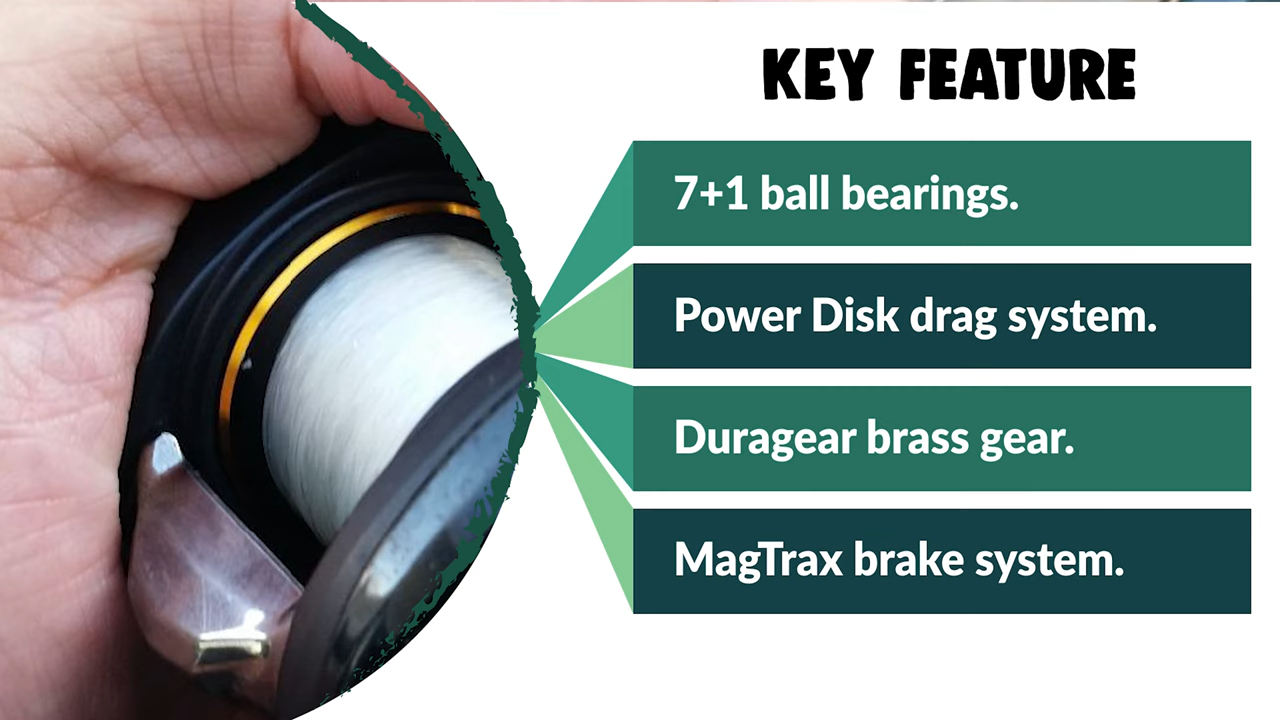 KEY FEATURE
7+1 ball bearings.
Power Disk drag system.
Duragear brass gear.
MagTrax brake system.